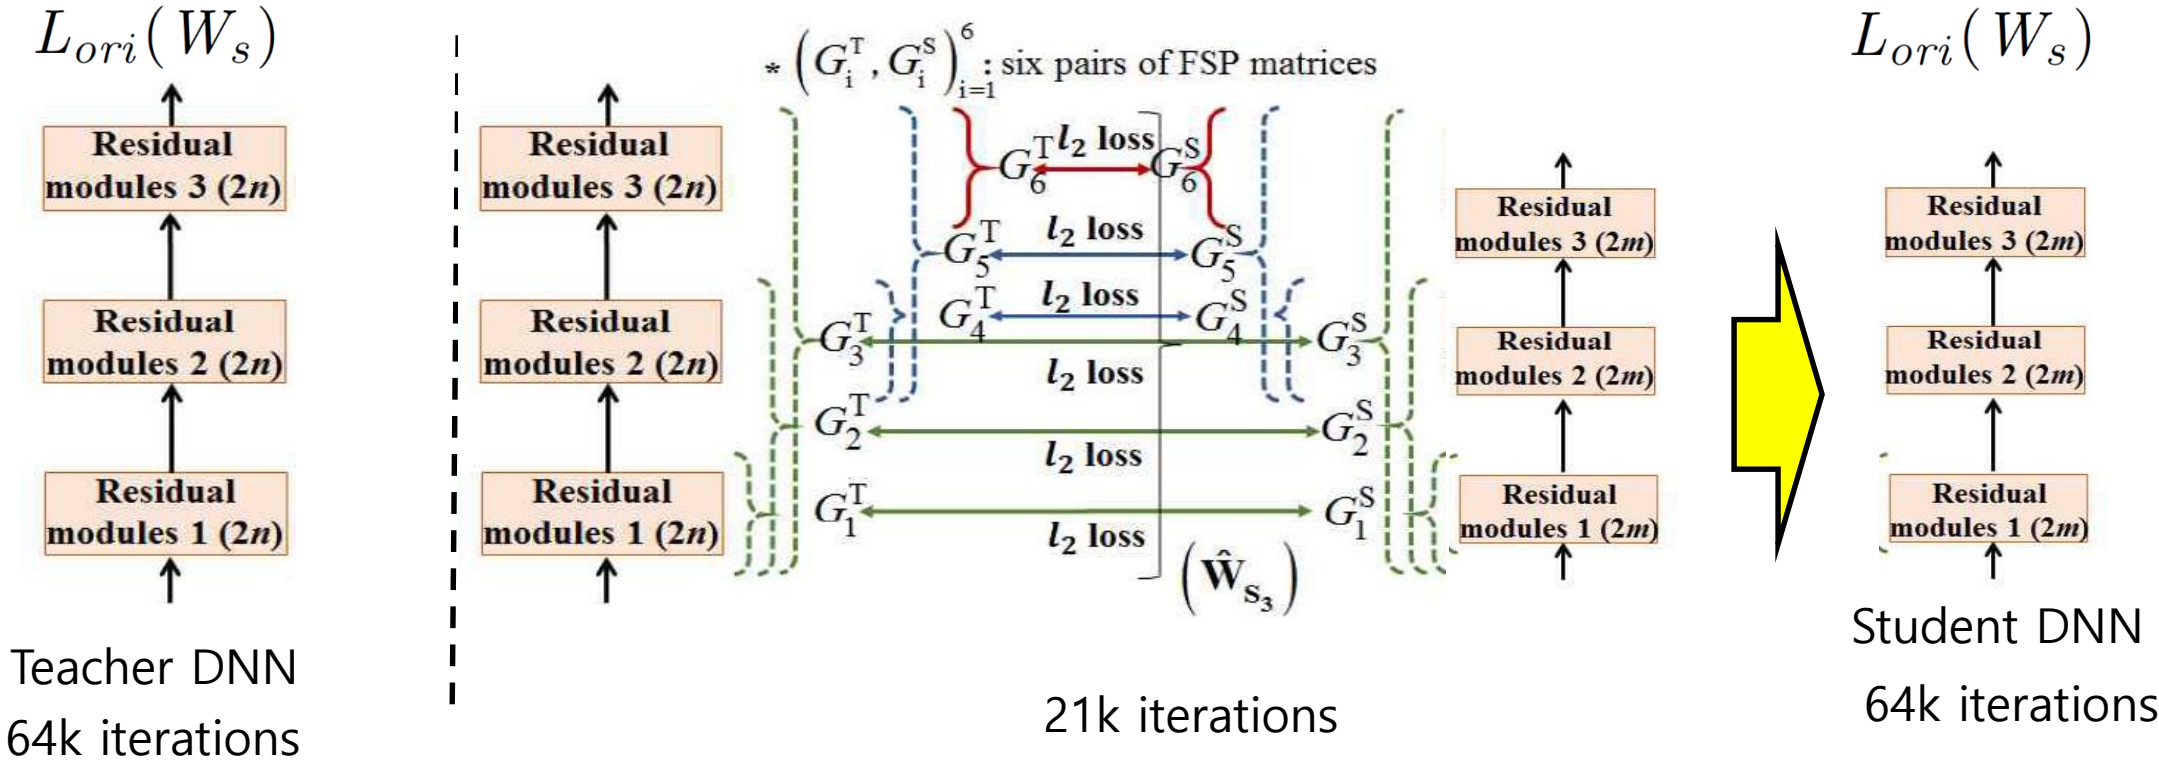 L_ori(W_s)
Residual
modules 3 (2n)
Residual
modules 2 (2n)
Residual
modules 1 (2n)
Teacher DNN
64k iterations
Residual
modules 3 (2n)
Residual
modules 2 (2n)
Residual
modules 1 (2n)
* (G_i^T, G_i^S)_{i=1}^6: six pairs of FSP matrices
G_6^T l_2 loss G_6^S
G_5^T l_2 loss G_5^S
G_4^T l_2 loss G_4^S
G_3^T l_2 loss G_3^S
G_2^T l_2 loss G_2^S
G_1^T l_2 loss G_1^S
(Ŵ_{S_3})
21k iterations
Residual
modules 3 (2m)
Residual
modules 2 (2m)
Residual
modules 1 (2m)
L_ori(W_s)
Residual
modules 3 (2m)
Residual
modules 2 (2m)
Residual
modules 1 (2m)
Student DNN
64k iterations